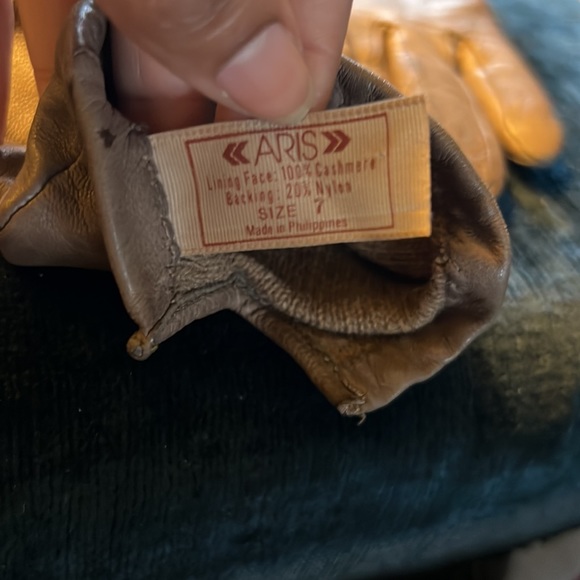 « ARIS »
Lining Face: 100% Cashmere
Backing: 20% Nylon
SIZE 7
Made in Philippines